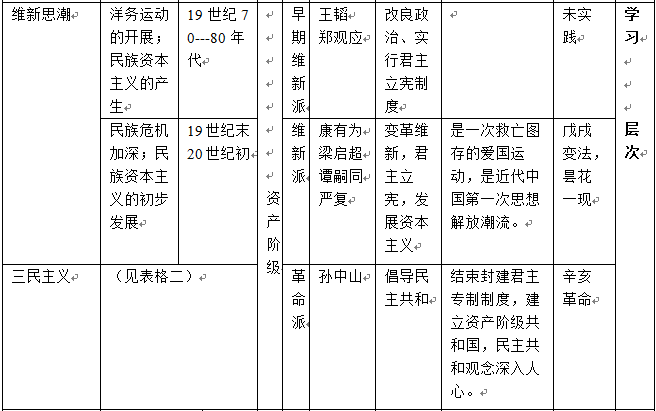 维新思潮
洋务运动
的开展；
民族资本
主义的产
生
19 世纪 7
0---80 年
代
早
期
维
新
派
王韬
郑观应
改良政
治、实
行君主
立宪制
度
未实
践
学
习
层
次
民族危机
加深；民
族资本主
义的初步
发展
19 世纪末
20 世纪初
资
产
阶
级
维
新
派
康有为
梁启超
谭嗣同
严复
变革维
新，君
主立
宪，发
展资本
主义
是一次救亡图
存的爱国运
动，是近代中
国第一次思想
解放潮流。
戊戌
变法，
昙花
一现
三民主义
（见表格二）
革
命
派
孙中山
倡导民
主共和
结束封建君主
专制制度，建
立资产阶级共
和国，民主共
和观念深入人
心。
辛亥
革命